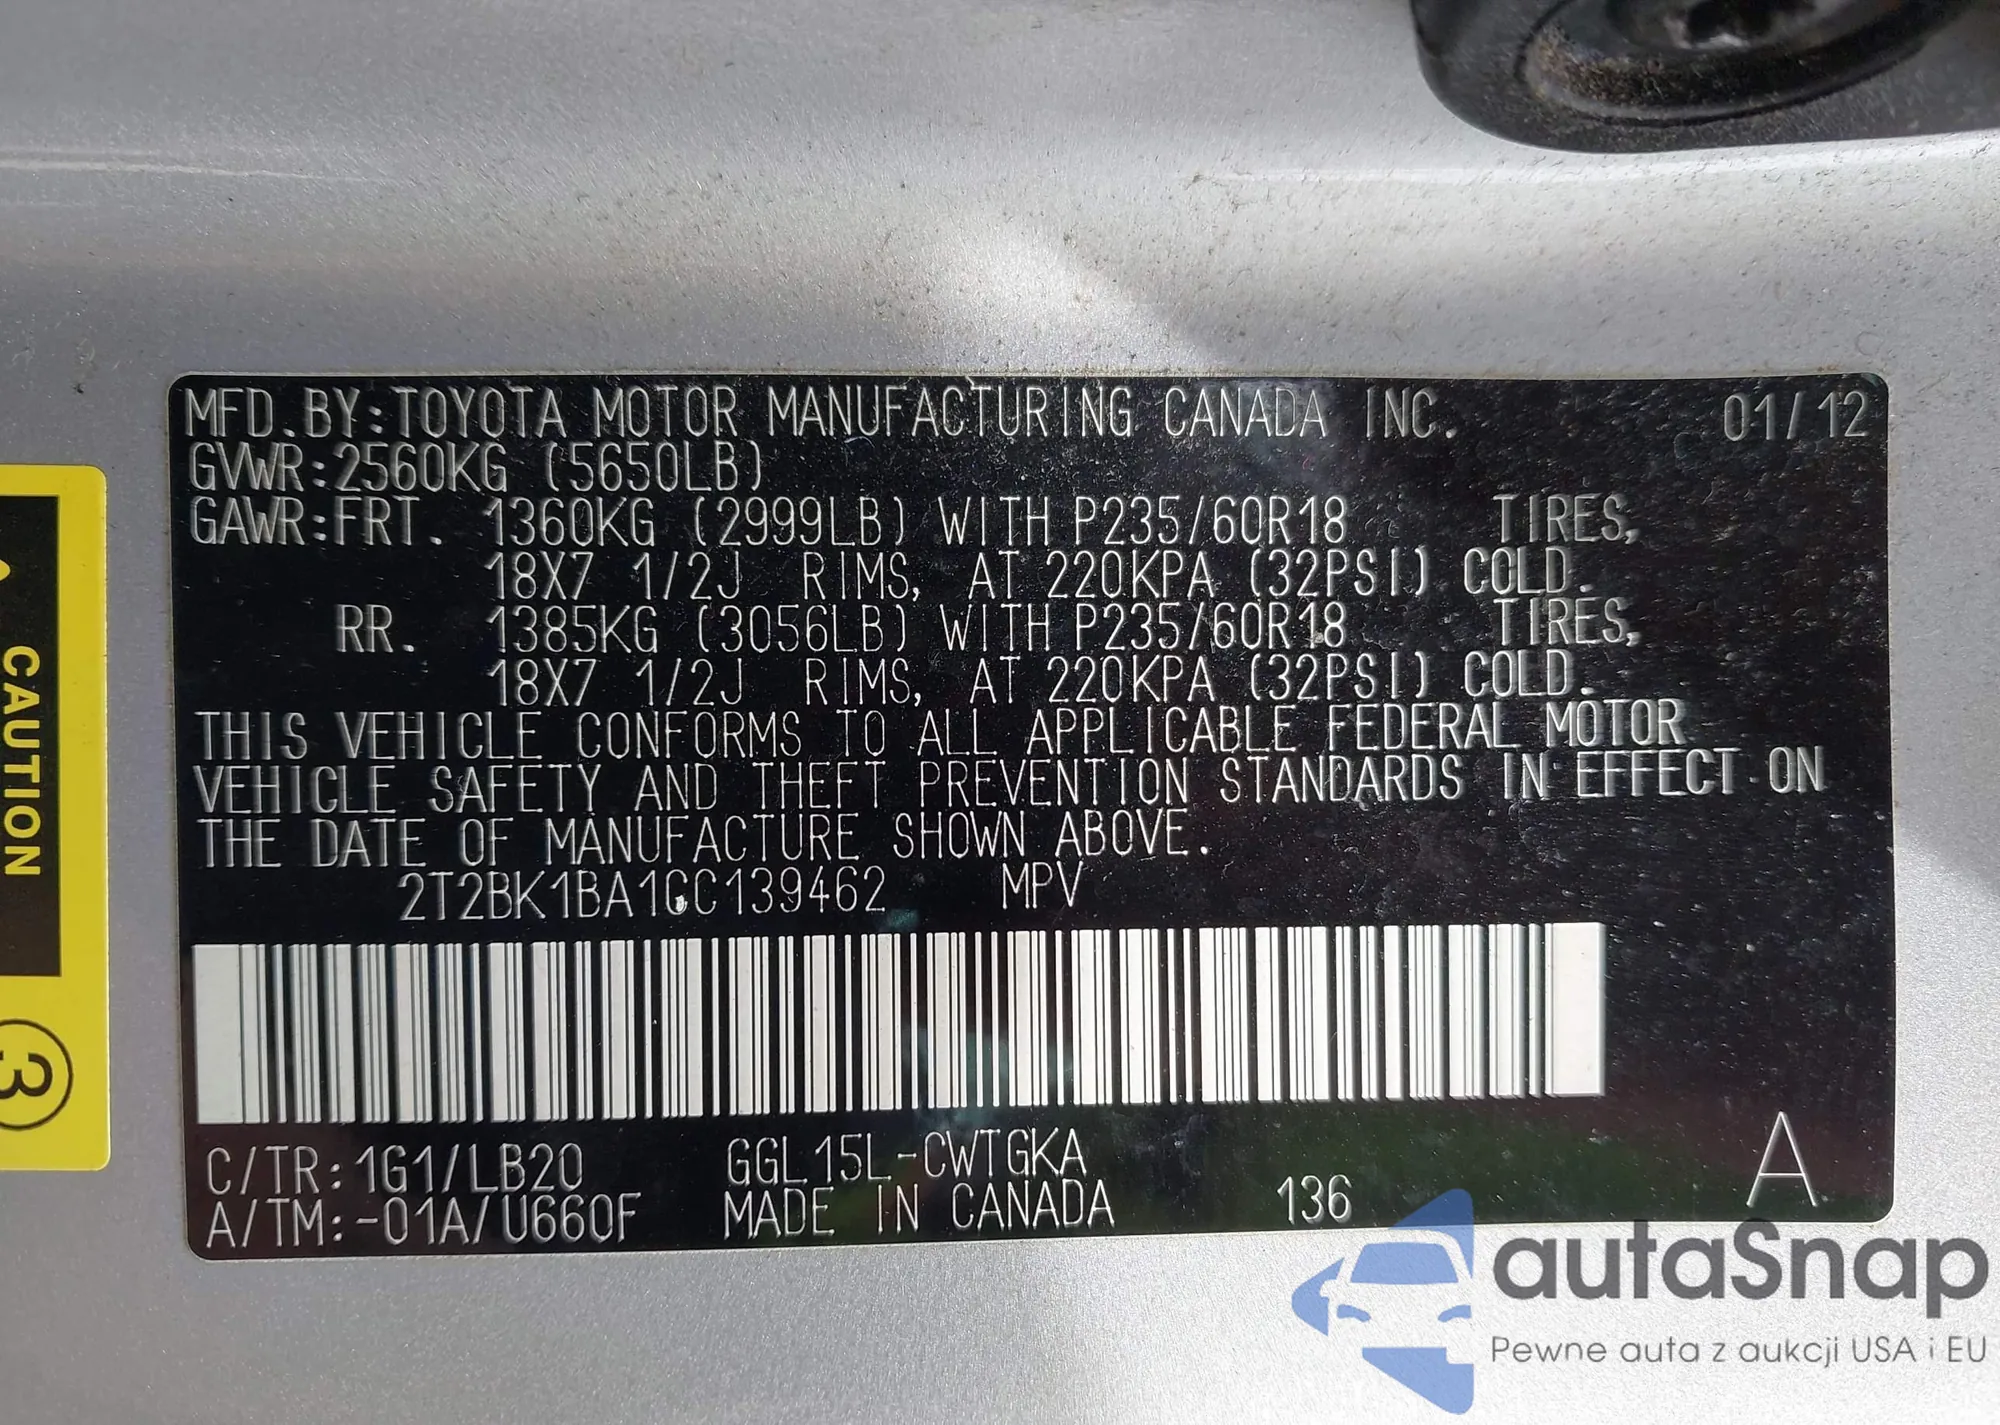 MFD. BY: TOYOTA MOTOR MANUFACTURING CANADA INC. 01/12
GVWR: 2560KG (5650LB)
GAWR: FRT. 1360KG (2999LB) WITH P235/60R18 TIRES,
18X7 1/2J RIMS, AT 220KPA (32PSI) COLD.
RR. 1385KG (3056LB) WITH P235/60R18 TIRES,
18X7 1/2J RIMS, AT 220KPA (32PSI) COLD.
THIS VEHICLE CONFORMS TO ALL APPLICABLE FEDERAL MOTOR
VEHICLE SAFETY AND THEFT PREVENTION STANDARDS IN EFFECT ON
THE DATE OF MANUFACTURE SHOWN ABOVE.
2T2BK1BA1CC139462 MPV
C/TR: 1G1/LB20 GGL15L-CWTGKA A
A/TM: -01A/U660F MADE IN CANADA 136
CAUTION
3
autaSnap
Pewne auta z aukcji USA i EU